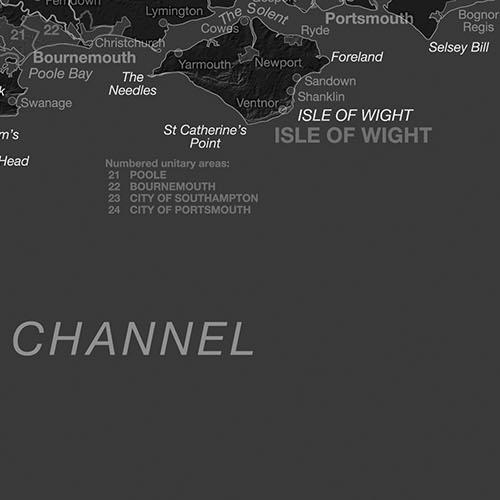 Ferndown
Lymington
The Solent
Portsmouth
Bognor
Regis
21
22
Cowes
Ryde
Christchurch
Selsey Bill
Bournemouth
Foreland
Poole Bay
The
Needles
Yarmouth
Newport
Swanage
Sandown
Shanklin
Ventnor
ISLE OF WIGHT
ISLE OF WIGHT
St Catherine's
Point
Head
Numbered unitary areas:
21 POOLE
22 BOURNEMOUTH
23 CITY OF SOUTHAMPTON
24 CITY OF PORTSMOUTH
CHANNEL